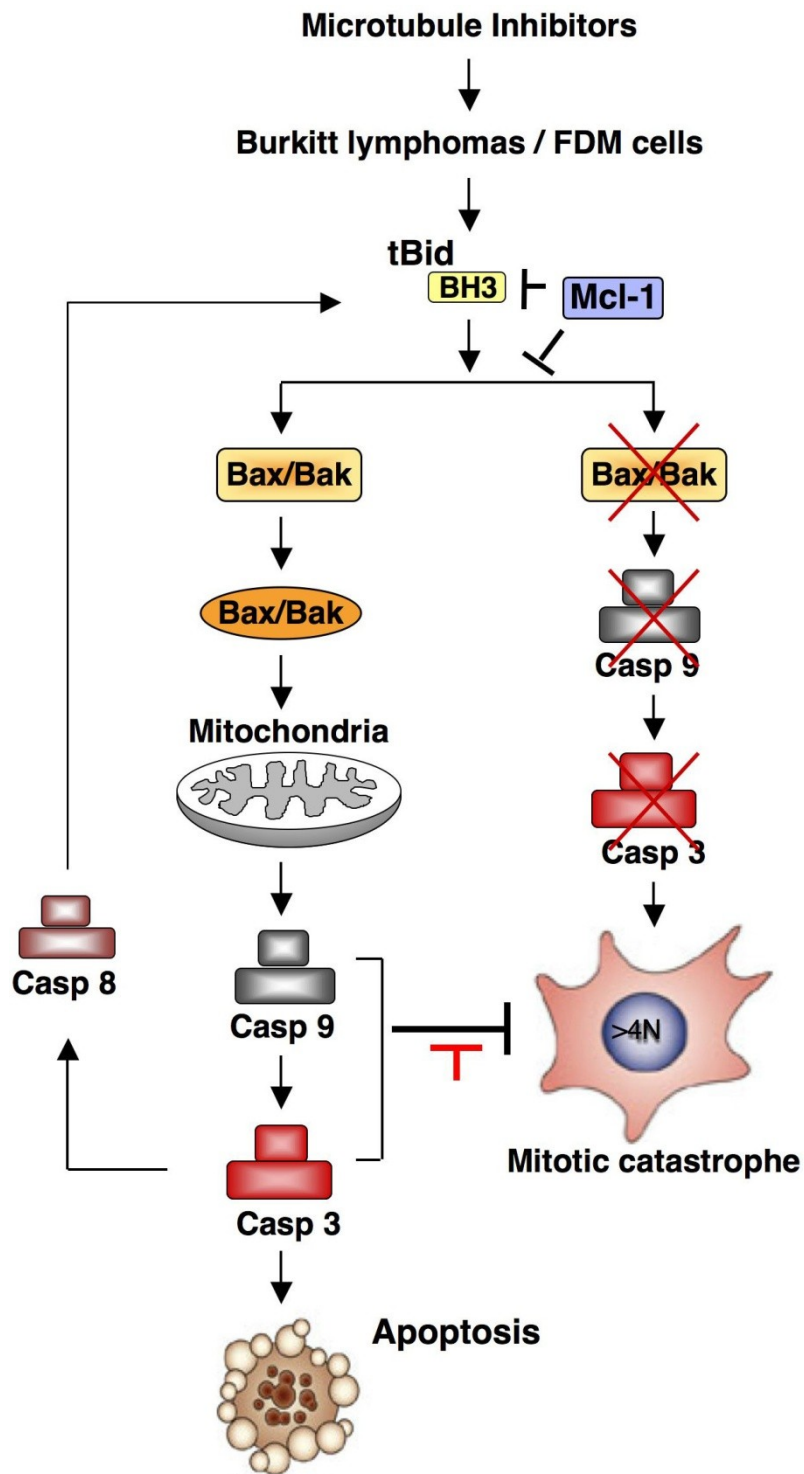 Microtubule Inhibitors
Burkitt lymphomas / FDM cells
tBid
BH3
Mcl-1
Bax/Bak
Bax/Bak
Bax/Bak
Casp 9
Mitochondria
Casp 3
Casp 8
Casp 9
>4N
Mitotic catastrophe
Casp 3
Apoptosis